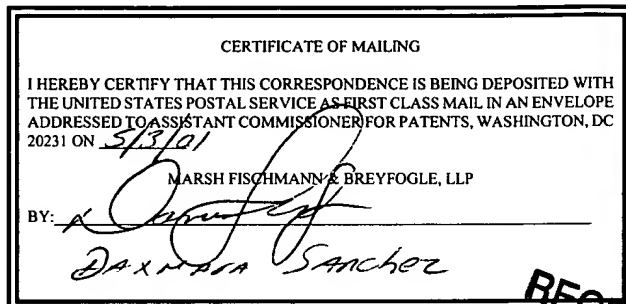 CERTIFICATE OF MAILING
I HEREBY CERTIFY THAT THIS CORRESPONDENCE IS BEING DEPOSITED WITH
THE UNITED STATES POSTAL SERVICE AS FIRST CLASS MAIL IN AN ENVELOPE
ADDRESSED TO ASSISTANT COMMISSIONER FOR PATENTS, WASHINGTON, DC
20231 ON 5/3/01
MARSH FISCHMANN & BREYFOGLE, LLP
BY:
Sanchez